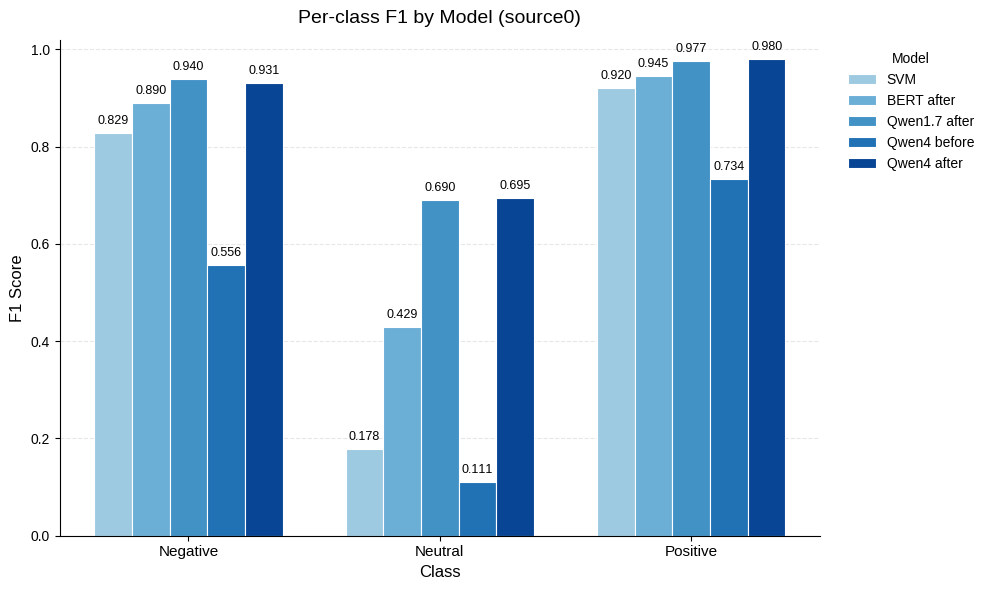 Per-class F1 by Model (source0)
F1 Score
1.0
0.8
0.6
0.4
0.2
0.0
0.829
0.890
0.940
0.556
0.931
0.178
0.429
0.690
0.111
0.695
0.920
0.945
0.977
0.734
0.980
Negative
Neutral
Positive
Class
Model
SVM
BERT after
Qwen1.7 after
Qwen4 before
Qwen4 after